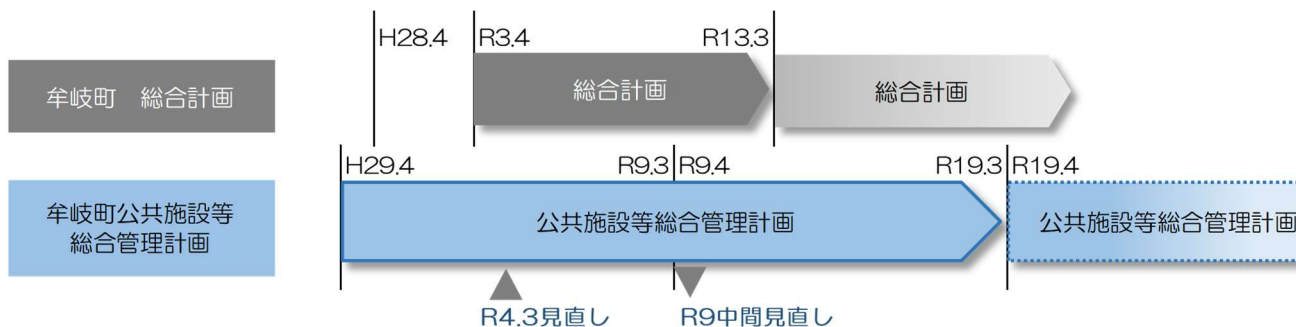 H28.4 R3.4 R13.3
牟岐町 総合計画 総合計画 総合計画
H29.4 R9.3 R9.4 R19.3 R19.4
牟岐町公共施設等
総合管理計画
公共施設等総合管理計画 公共施設等総合管理計画
R4.3見直し R9中間見直し